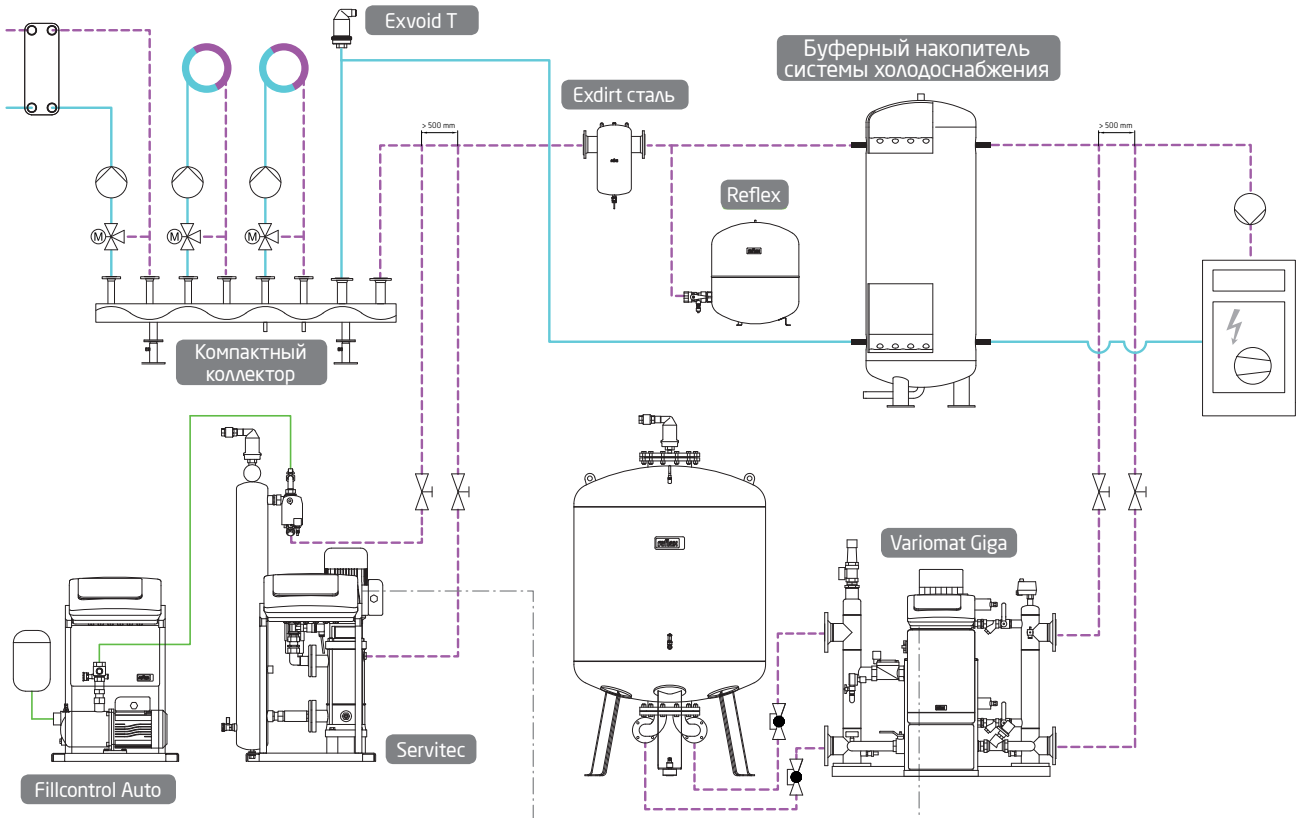 Exvoid T
Буферный накопитель
системы холодоснабжения
Exdirt сталь
> 500 mm
> 500 mm
Reflex
M
M
M
Компактный
коллектор
Variomat Giga
Servitec
Fillcontrol Auto